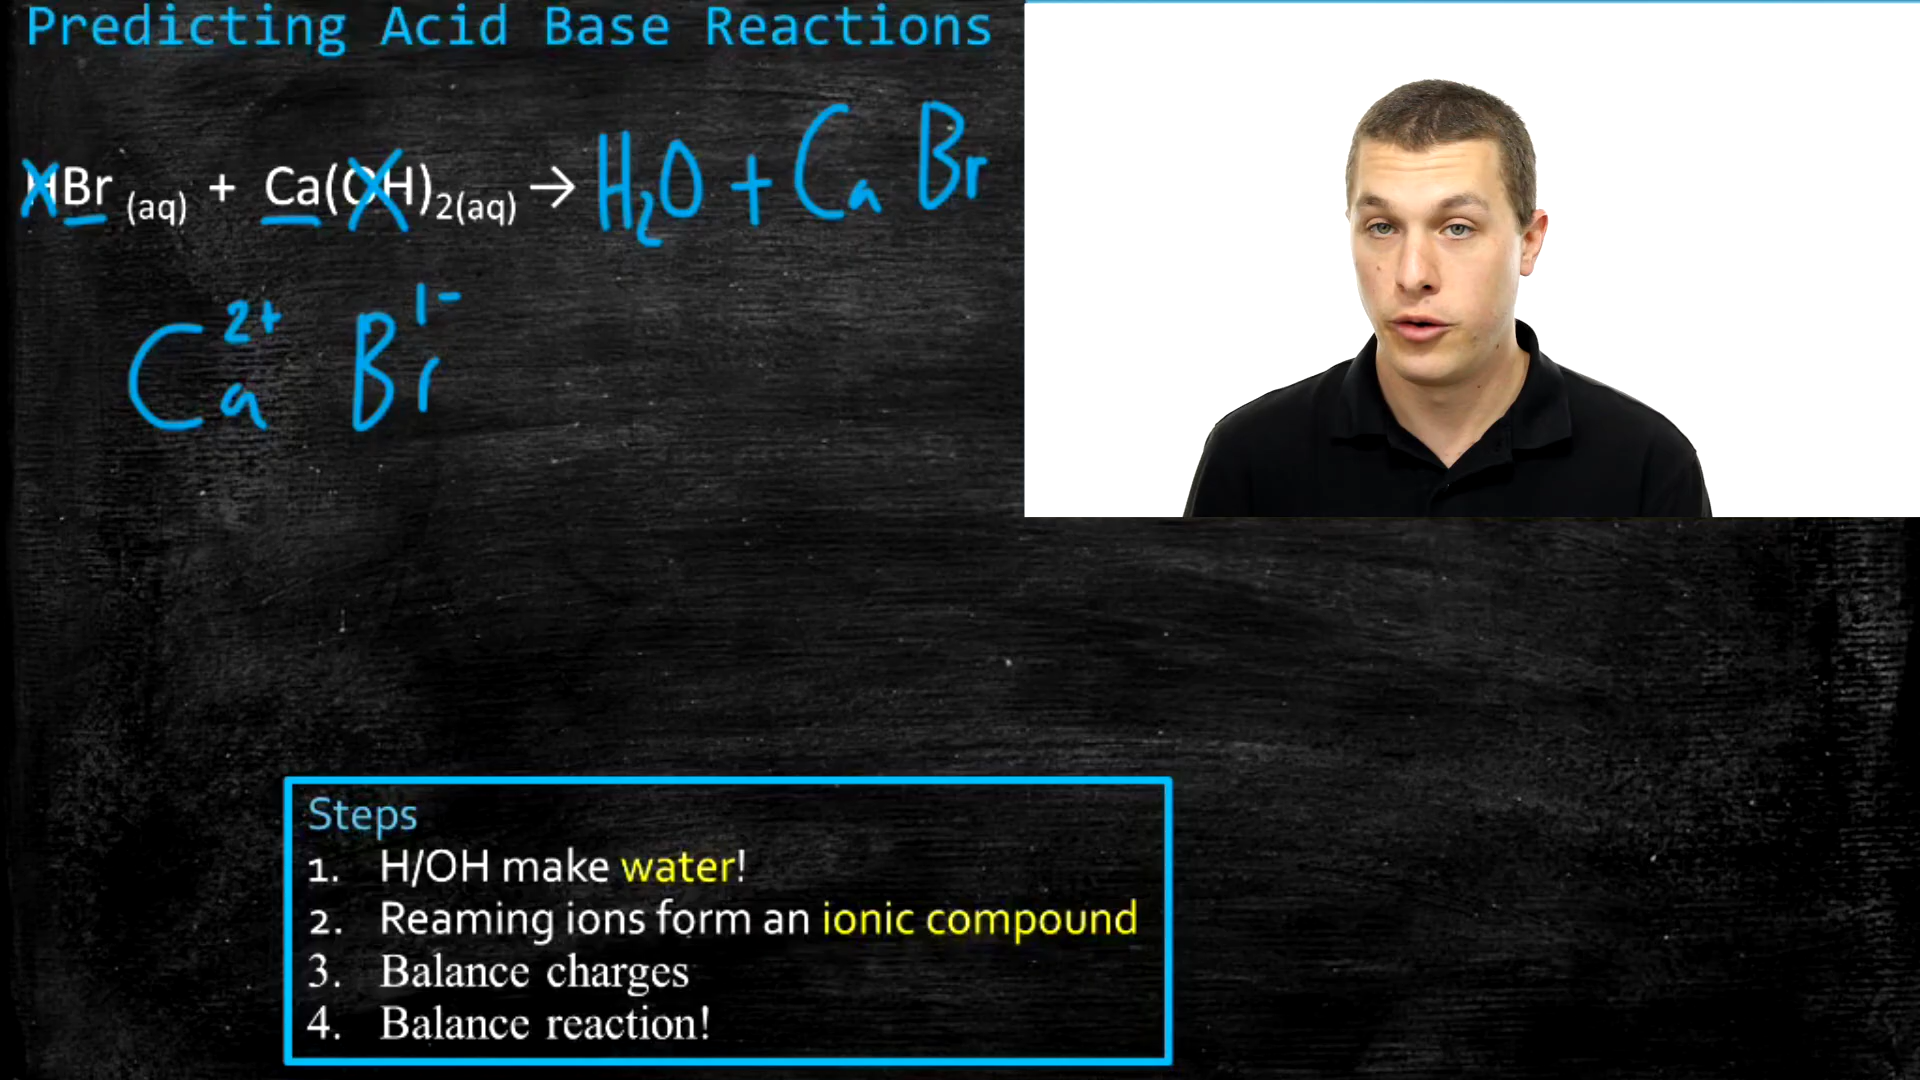 Predicting Acid Base Reactions
HBr (aq) + Ca(OH)2(aq) → H2O + Ca Br
Ca2+ Br1-
Steps
1. H/OH make water!
2. Reaming ions form an ionic compound
3. Balance charges
4. Balance reaction!